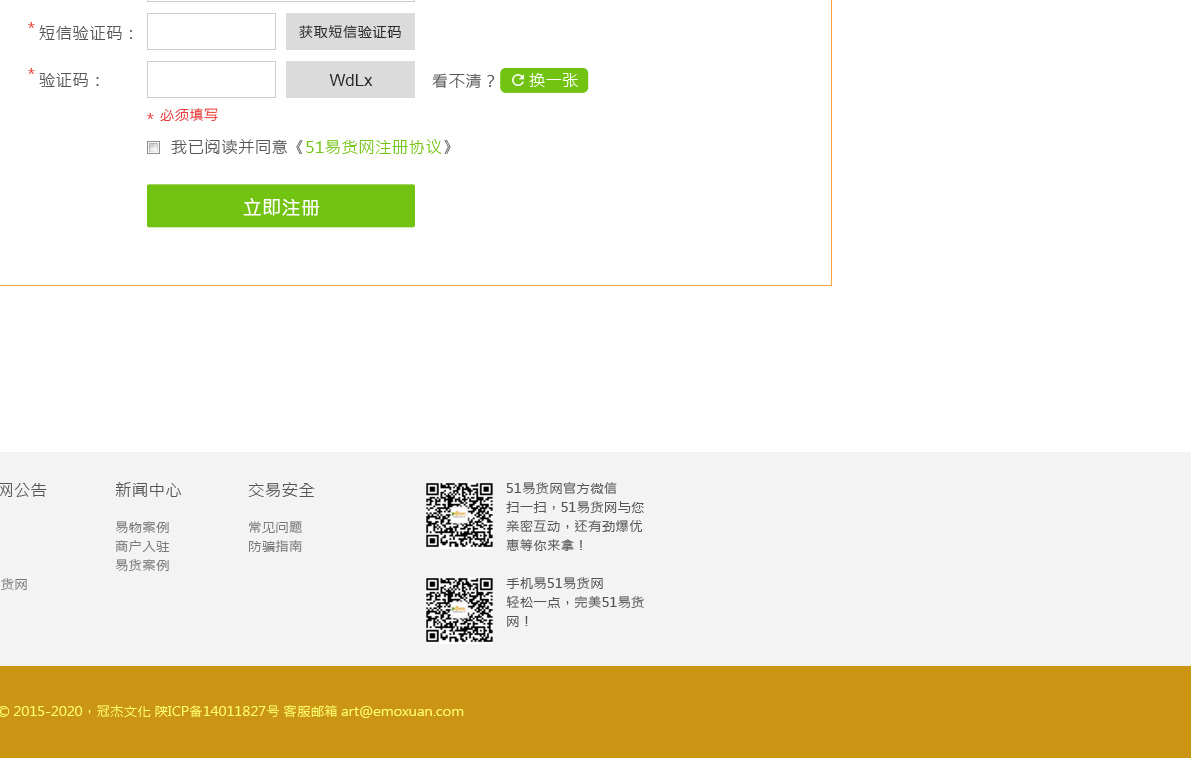 * 短信验证码： 获取短信验证码
* 验证码： WdLx 看不清？ 换一张
* 必须填写
我已阅读并同意《51易货网注册协议》
立即注册
网公告
货网
新闻中心
易物案例
商户入驻
易货案例
交易安全
常见问题
防骗指南
51易货网官方微信
扫一扫，51易货网与您
亲密互动，还有劲爆优
惠等你来拿！
手机易51易货网
轻松一点，完美51易货
网！
© 2015-2020，冠杰文化 陕ICP备14011827号 客服邮箱 art@emoxuan.com